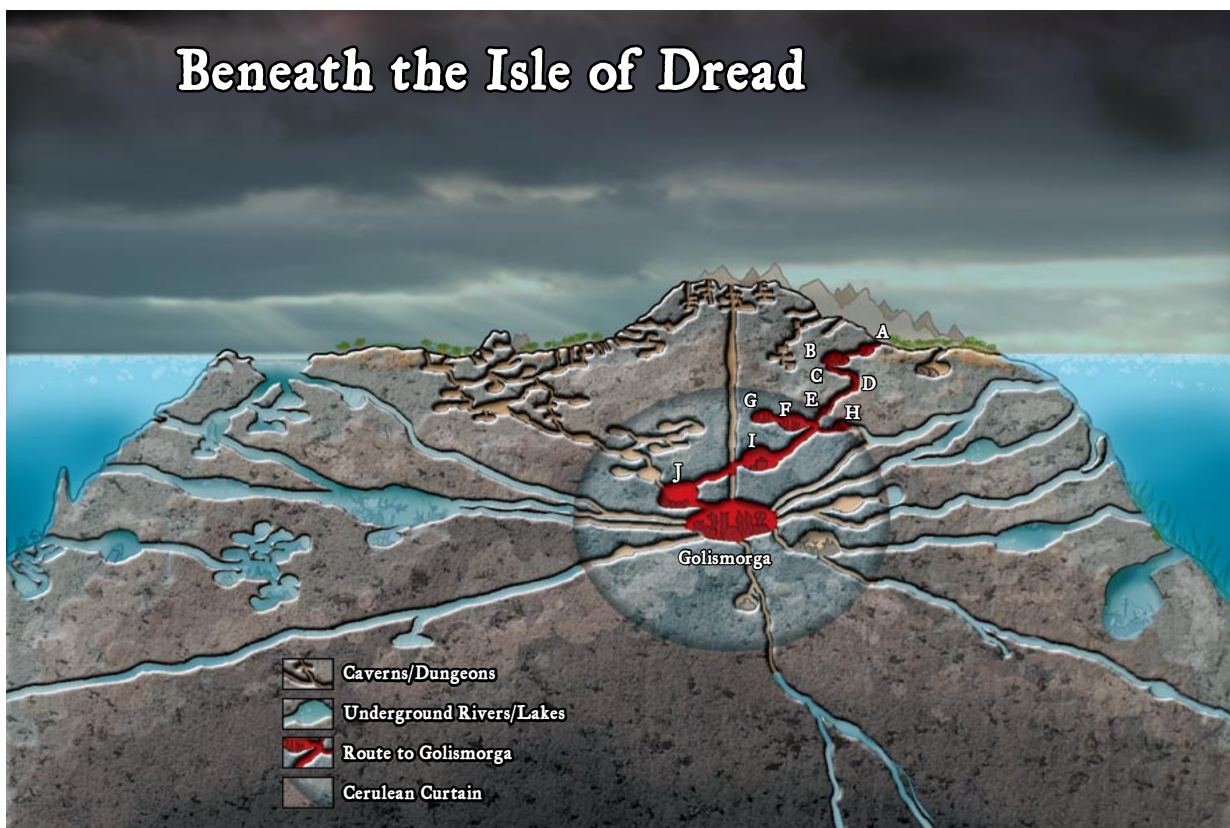 Beneath the Isle of Dread
A
B
C
D
E
G
F
H
I
J
Golismorga
Caverns/Dungeons
Underground Rivers/Lakes
Route to Golismorga
Cerulean Curtain